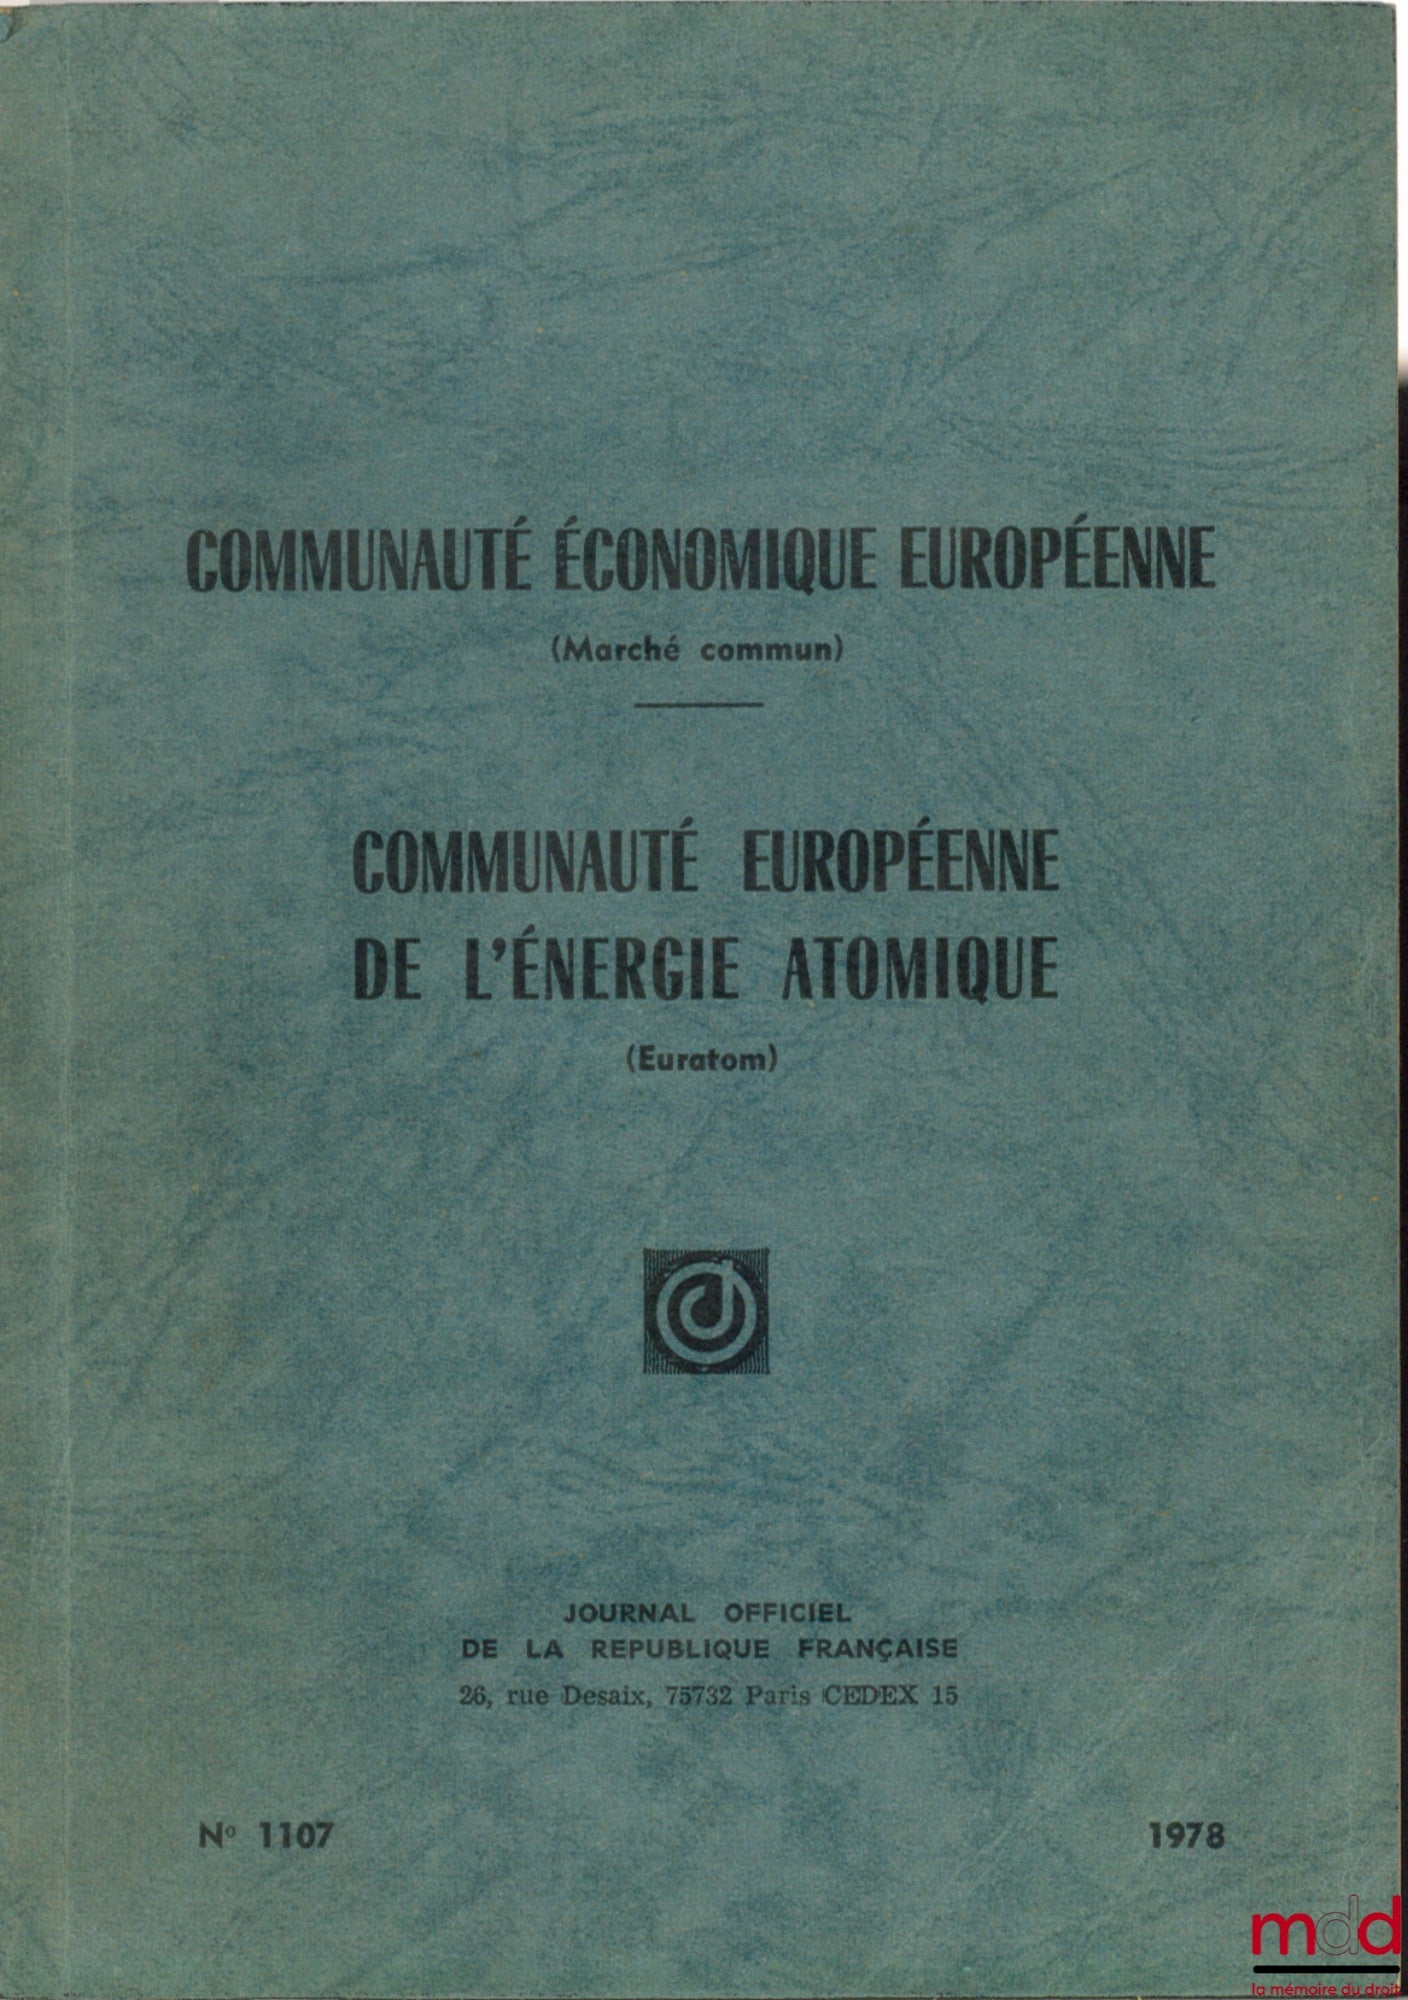 COMMUNAUTÉ ÉCONOMIQUE EUROPÉENNE
(Marché commun)
COMMUNAUTÉ EUROPÉENNE
DE L'ÉNERGIE ATOMIQUE
(Euratom)
JOURNAL OFFICIEL
DE LA REPUBLIQUE FRANÇAISE
26, rue Desaix, 75732 Paris CEDEX 15
Nº 1107
1978
mdd
la mémoire du droit